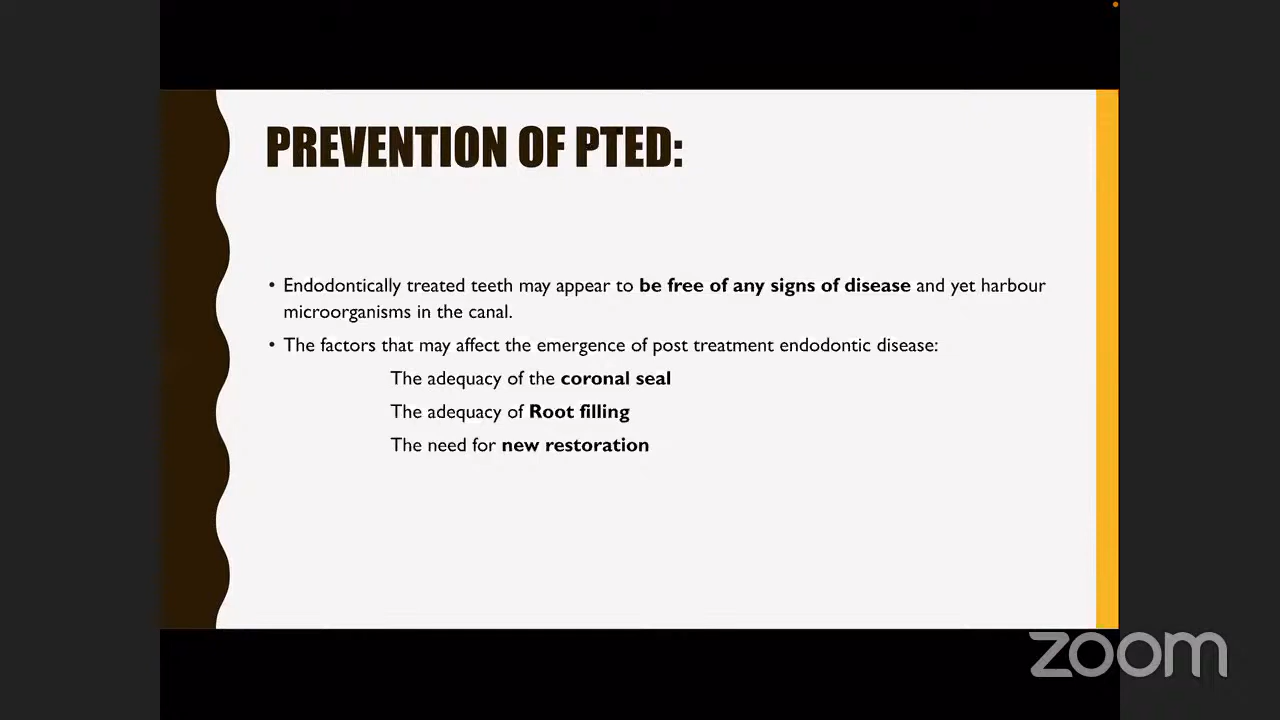 PREVENTION OF PTED:
• Endodontically treated teeth may appear to be free of any signs of disease and yet harbour
microorganisms in the canal.
• The factors that may affect the emergence of post treatment endodontic disease:
The adequacy of the coronal seal
The adequacy of Root filling
The need for new restoration
zoom